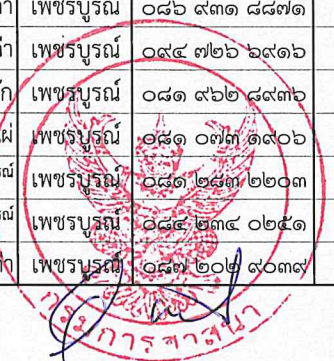 เพชรบูรณ์ ๐๘๖ ๙๓๑ ๘๘๗๑
เพชรบูรณ์ ๐๙๔ ๗๒๖ ๖๙๑๖
เพชรบูรณ์ ๐๘๑ ๙๖๒ ๘๙๓๖
เพชรบูรณ์ ๐๘๑ ๐๗๓ ๑๙๐๖
เพชรบูรณ์ ๐๘๑ ๒๘๓ ๒๒๐๓
เพชรบูรณ์ ๐๘๔ ๒๓๔ ๐๒๕๑
เพชรบูรณ์ ๐๘๗ ๒๐๒ ๙๐๓๙
กรมการศาสนา